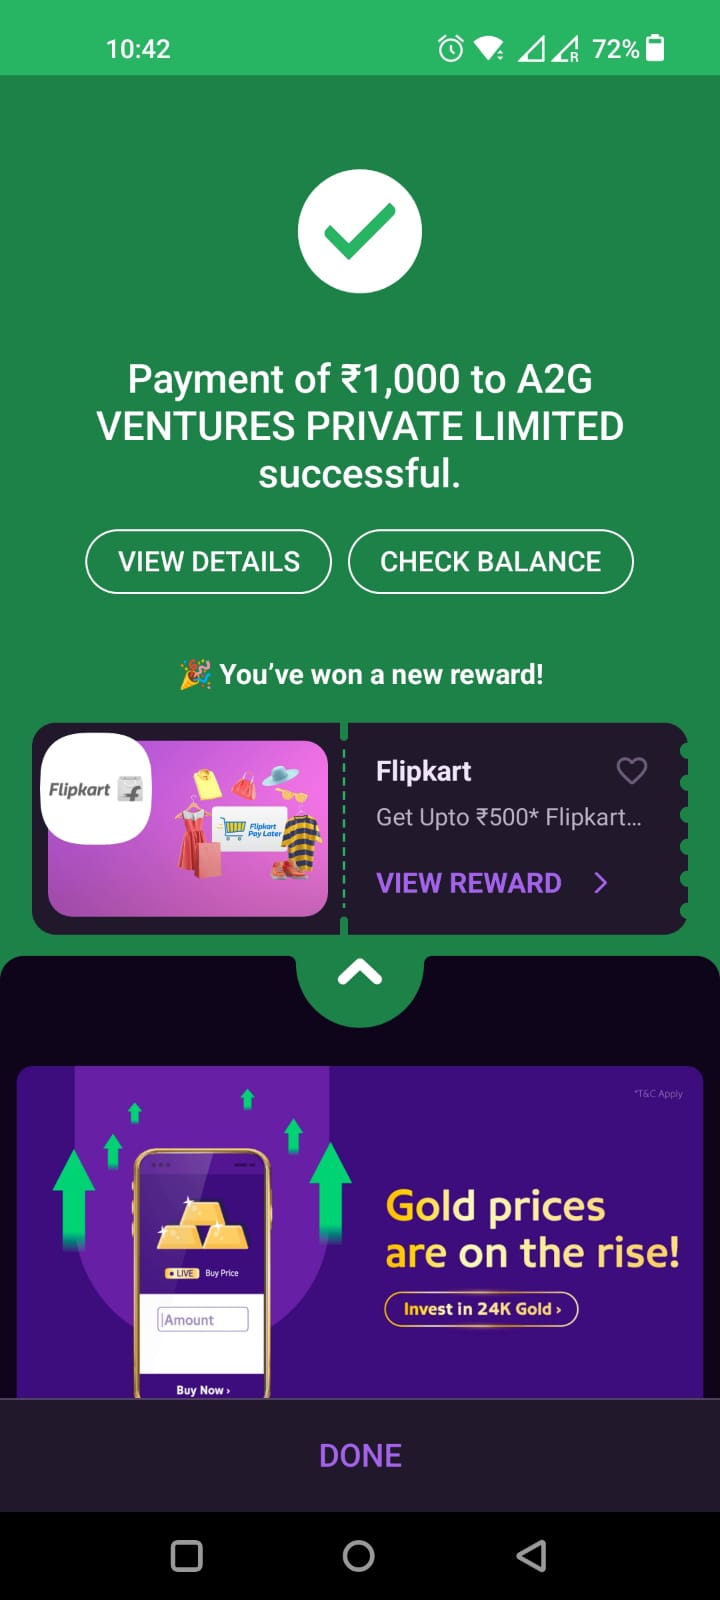 10:42
R 72%
Payment of ₹1,000 to A2G
VENTURES PRIVATE LIMITED
successful.
VIEW DETAILS
CHECK BALANCE
🎉 You've won a new reward!
Flipkart
Flipkart
Pay Later
Flipkart
Get Upto ₹500* Flipkart...
VIEW REWARD
*T&C Apply
LIVE Buy Price
Amount
Buy Now ›
Gold prices
are on the rise!
Invest in 24K Gold ›
DONE